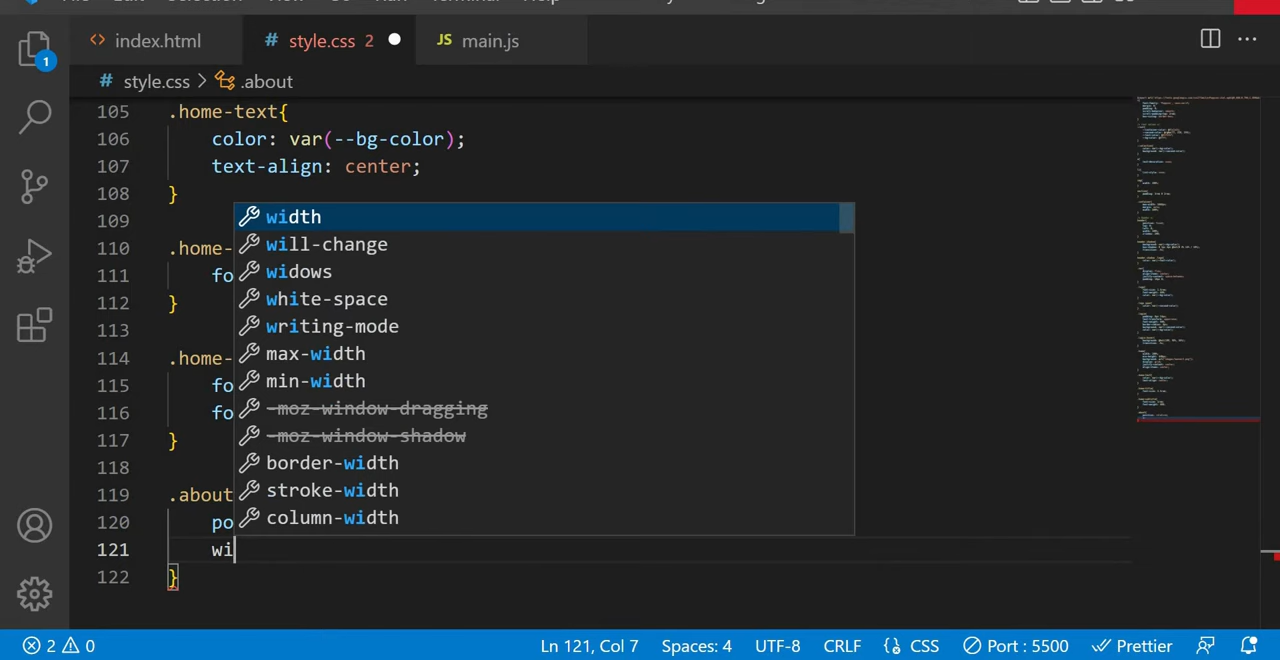 index.html
# style.css 2
JS main.js
# style.css > .about
105 .home-text{
106 color: var(--bg-color);
107 text-align: center;
108 }
109
110 .home-
111 fo
112 }
113
114 .home-
115 fo
116 fo
117 }
118
119 .about
120 po
121 wi
122 }
width
will-change
widows
white-space
writing-mode
max-width
min-width
-moz-window-dragging
-moz-window-shadow
border-width
stroke-width
column-width
1
2 0 Ln 121, Col 7 Spaces: 4 UTF-8 CRLF {} CSS Port : 5500 Prettier